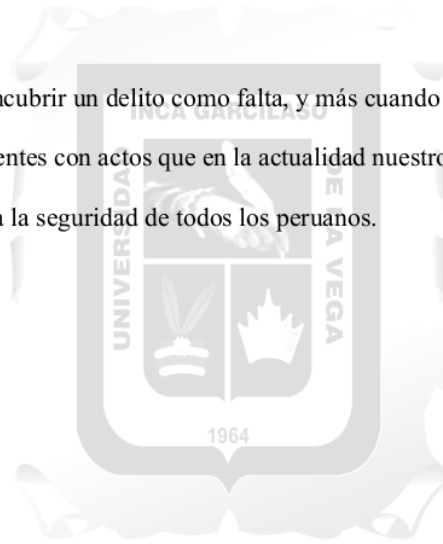 ncubrir un delito como falta, y más cuando
INCA GARCILASO
entes con actos que en la actualidad nuestro
a la seguridad de todos los peruanos.
UNIVERSIDAD
DE LA VEGA
1964